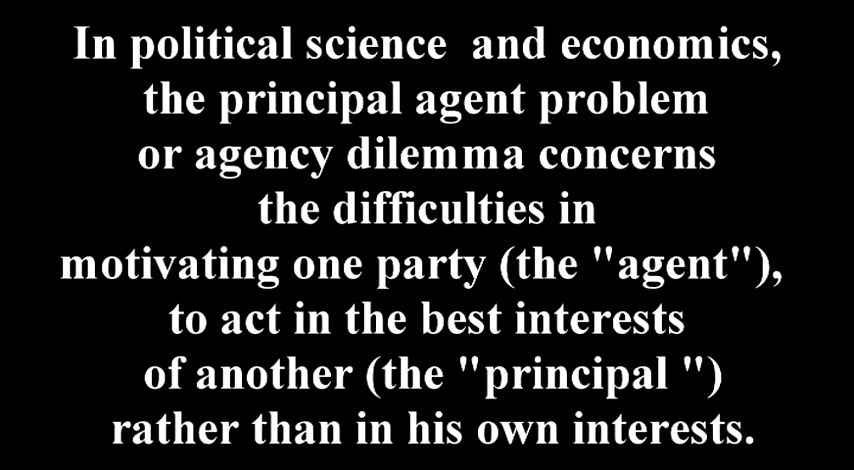 In political science  and economics,
the principal agent problem
or agency dilemma concerns
the difficulties in
motivating one party (the "agent"),
to act in the best interests
of another (the "principal ")
rather than in his own interests.